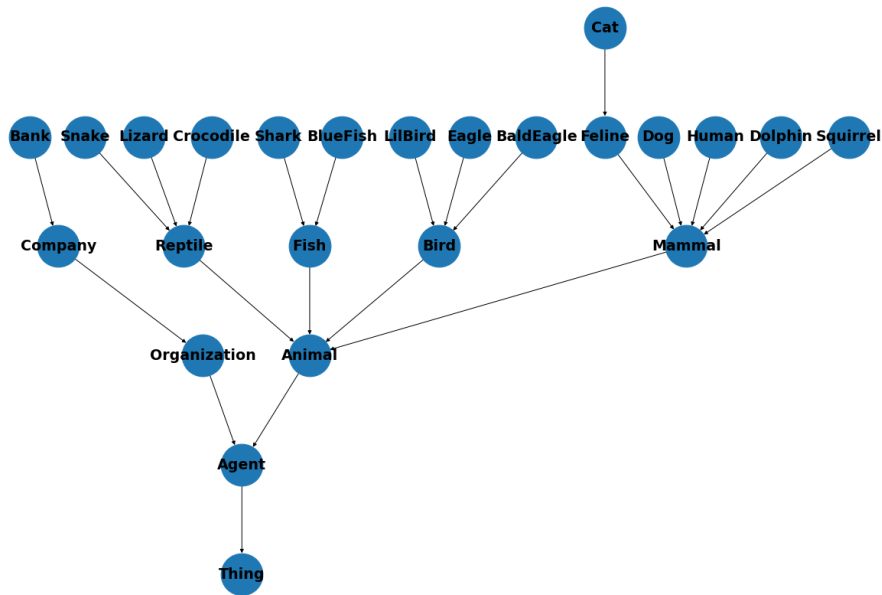 Cat
Bank
Snake
Lizard
Crocodile
Shark
BlueFish
LilBird
Eagle
BaldEagle
Feline
Dog
Human
Dolphin
Squirrel
Company
Reptile
Fish
Bird
Mammal
Organization
Animal
Agent
Thing